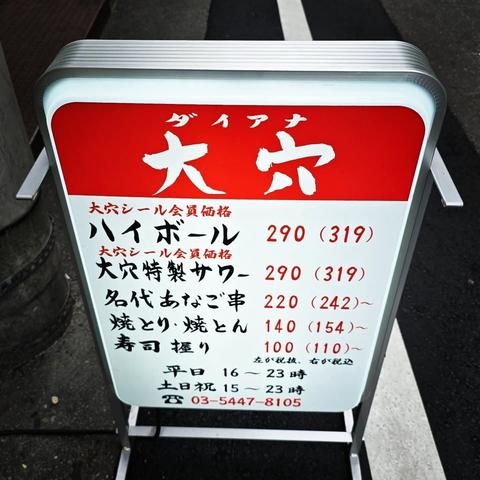 ダイアナ
大穴
大穴シール会員価格
ハイボール 290（319）
大穴シール会員価格
大穴特製サワー 290（319）
名代あなご串 220（242）～
焼とり・焼とん 140（154）～
寿司握り 100（110）～
左が税抜、右が税込
平日 16～23時
土日祝 15～23時
☎ 03-5447-8105